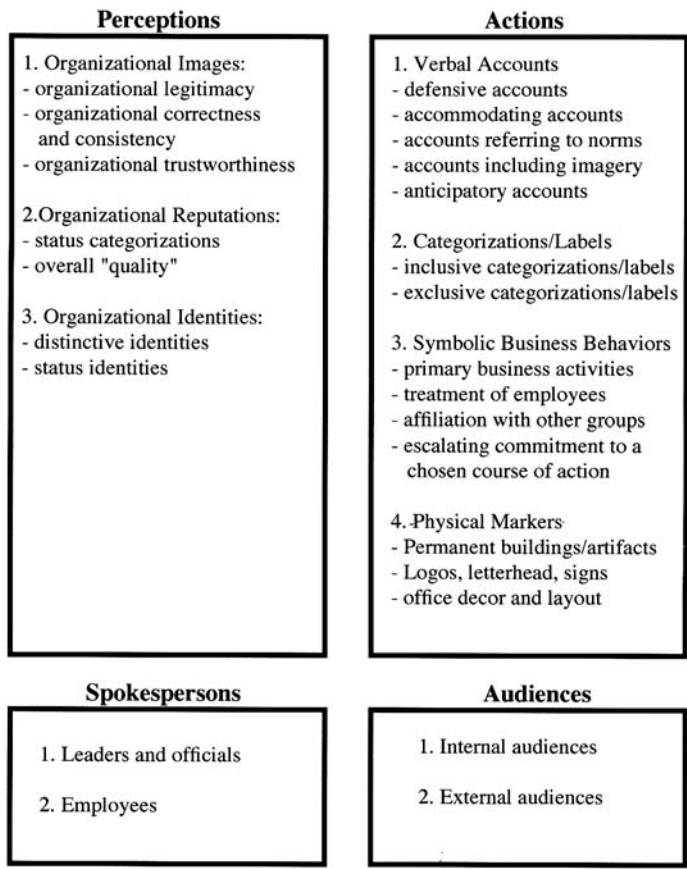 Perceptions
1. Organizational Images:
- organizational legitimacy
- organizational correctness
and consistency
- organizational trustworthiness
2.Organizational Reputations:
- status categorizations
- overall "quality"
3. Organizational Identities:
- distinctive identities
- status identities
Actions
1. Verbal Accounts
- defensive accounts
- accommodating accounts
- accounts referring to norms
- accounts including imagery
- anticipatory accounts
2. Categorizations/Labels
- inclusive categorizations/labels
- exclusive categorizations/labels
3. Symbolic Business Behaviors
- primary business activities
- treatment of employees
- affiliation with other groups
- escalating commitment to a
chosen course of action
4. Physical Markers
- Permanent buildings/artifacts
- Logos, letterhead, signs
- office decor and layout
Spokespersons
1. Leaders and officials
2. Employees
Audiences
1. Internal audiences
2. External audiences